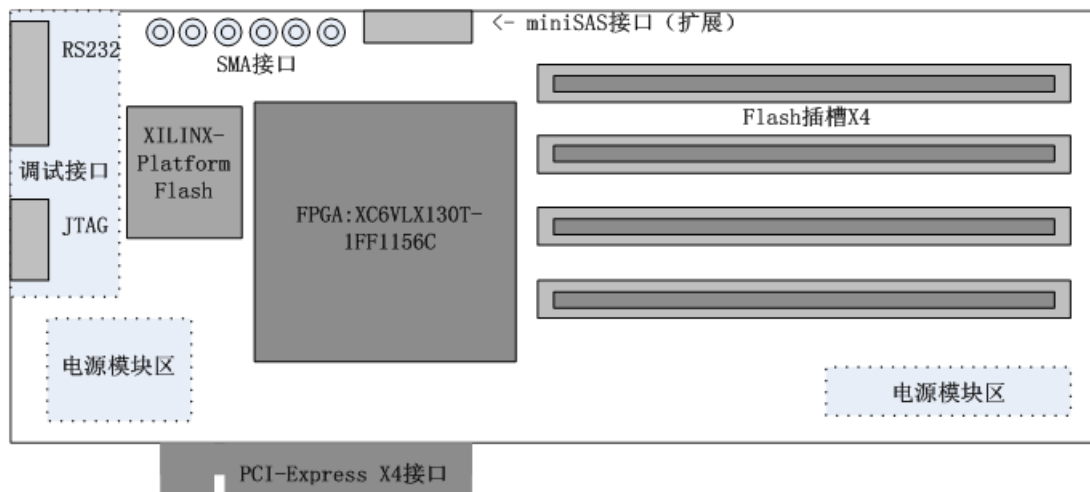 <- miniSAS接口（扩展）
RS232
SMA接口
Flash插槽X4
XILINX-
Platform
Flash
调试接口
FPGA:XC6VLX130T-
1FF1156C
JTAG
电源模块区
电源模块区
PCI-Express X4接口